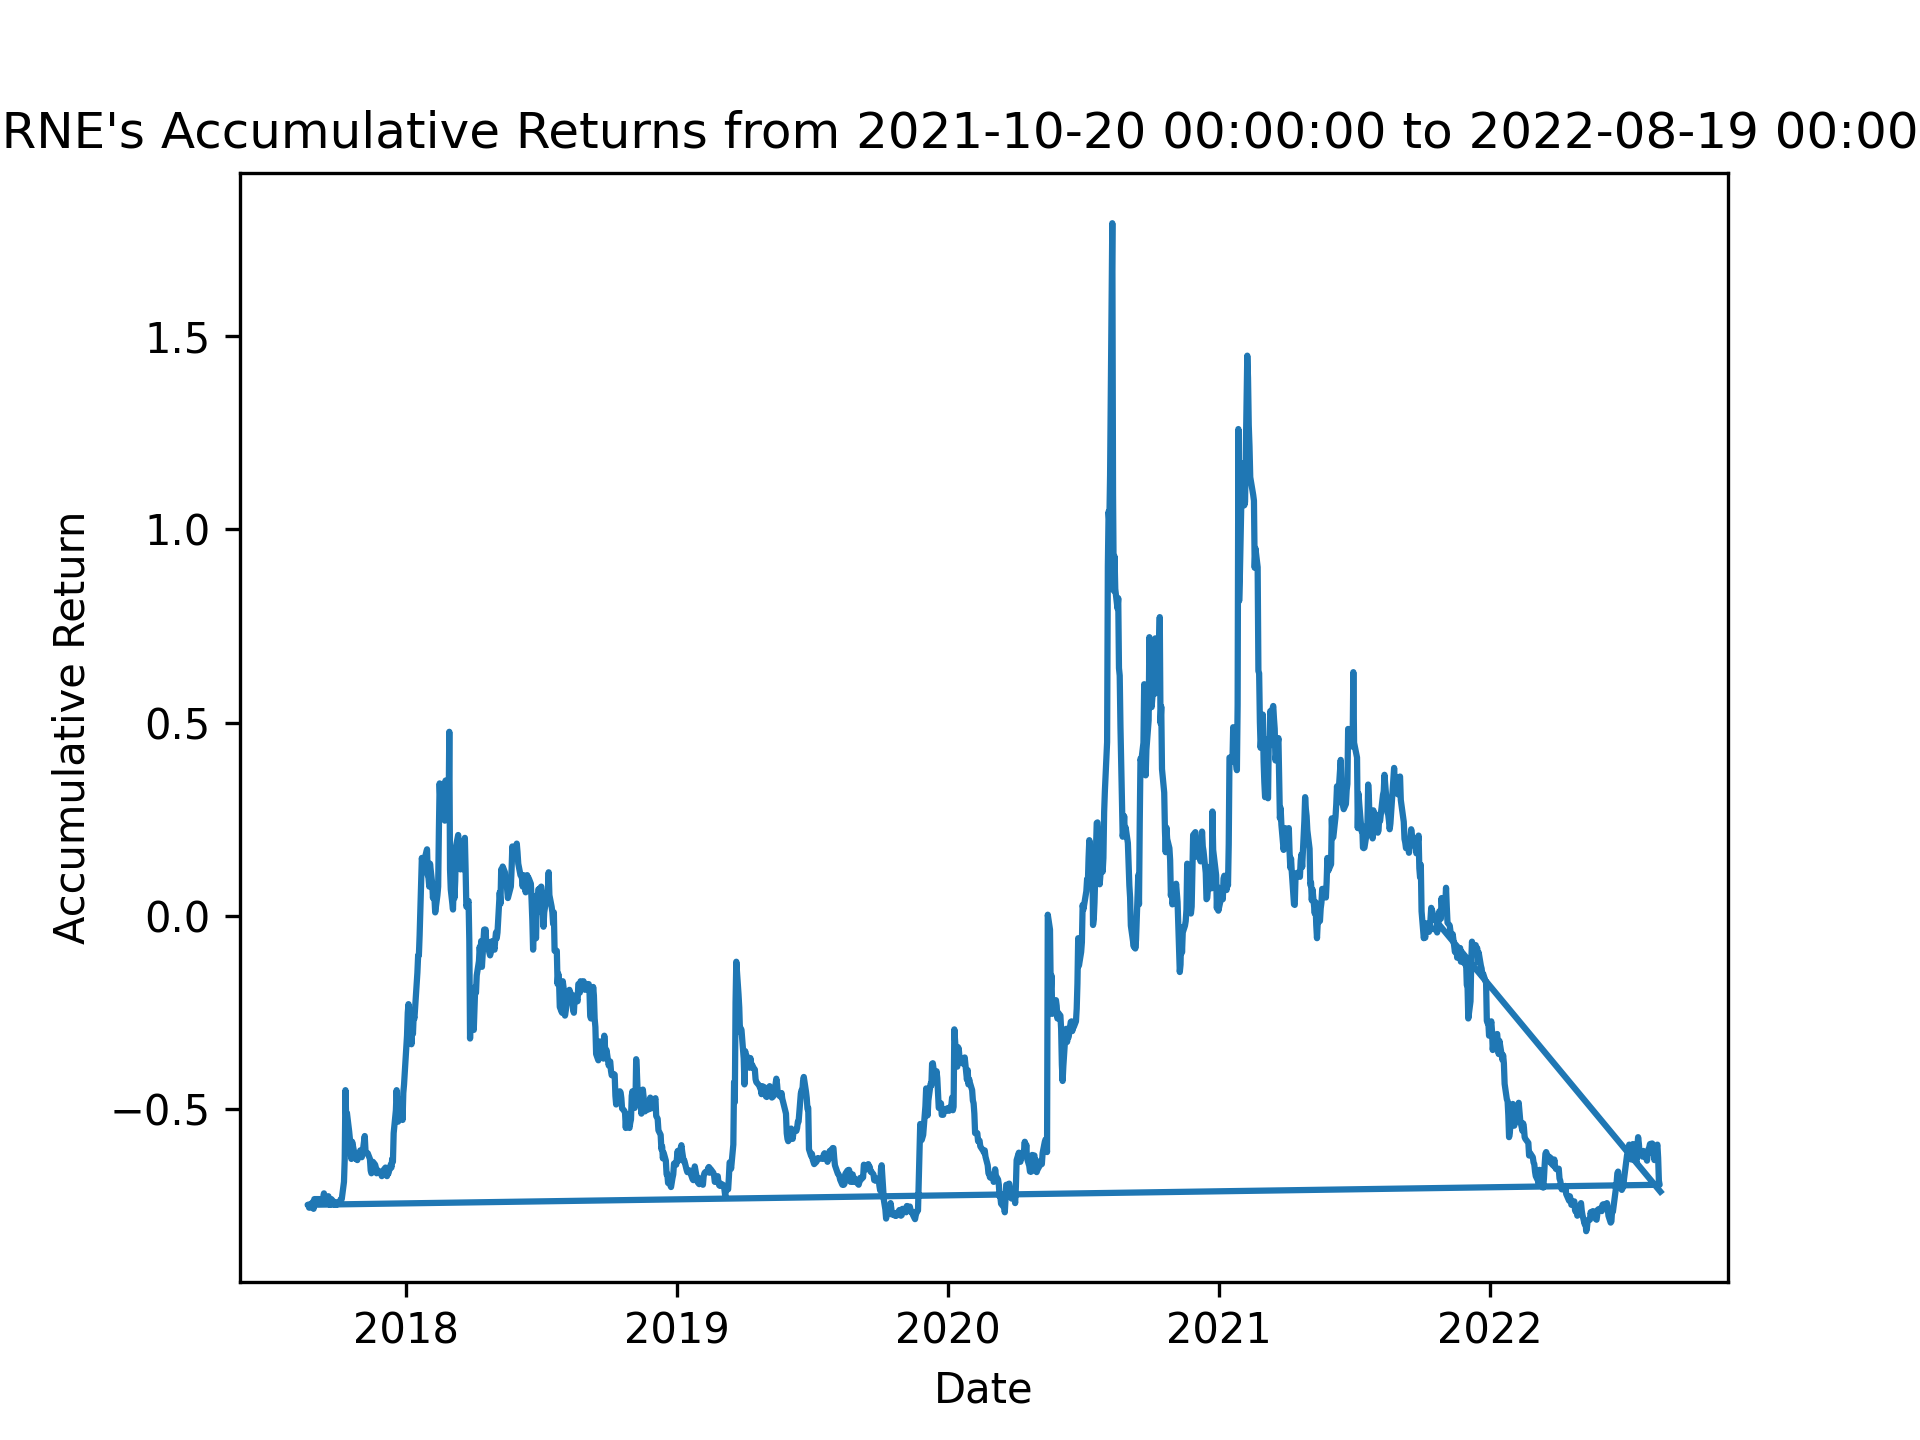 RNE's Accumulative Returns from 2021-10-20 00:00:00 to 2022-08-19 00:00
Accumulative Return
1.5
1.0
0.5
0.0
−0.5
2018 2019 2020 2021 2022
Date